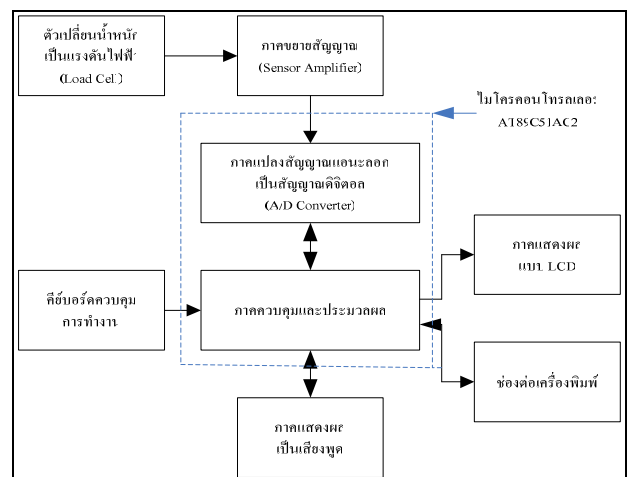 ตัวเปลี่ยนน้ำหนัก
เป็นแรงดันไฟฟ้า
(Load Cell)
ภาคขยายสัญญาณ
(Sensor Amplifier)
ไมโครคอนโทรลเลอร์
AT89C51AC2
ภาคแปลงสัญญาณแอนะลอก
เป็นสัญญาณดิจิตอล
(A/D Converter)
ภาคแสดงผล
แบบ LCD
คีย์บอร์ดควบคุม
การทำงาน
ภาคควบคุมและประมวลผล
ช่องต่อเครื่องพิมพ์
ภาคแสดงผล
เป็นเสียงพูด